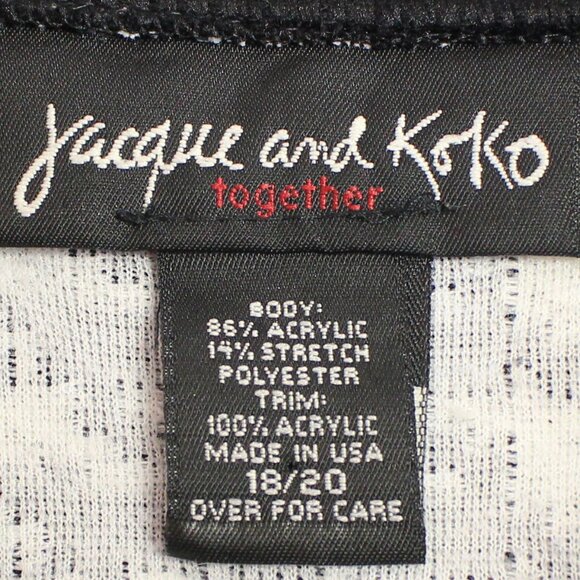 Jacque and KoKo
together
BODY:
86% ACRYLIC
14% STRETCH
POLYESTER
TRIM:
100% ACRYLIC
MADE IN USA
18/20
OVER FOR CARE